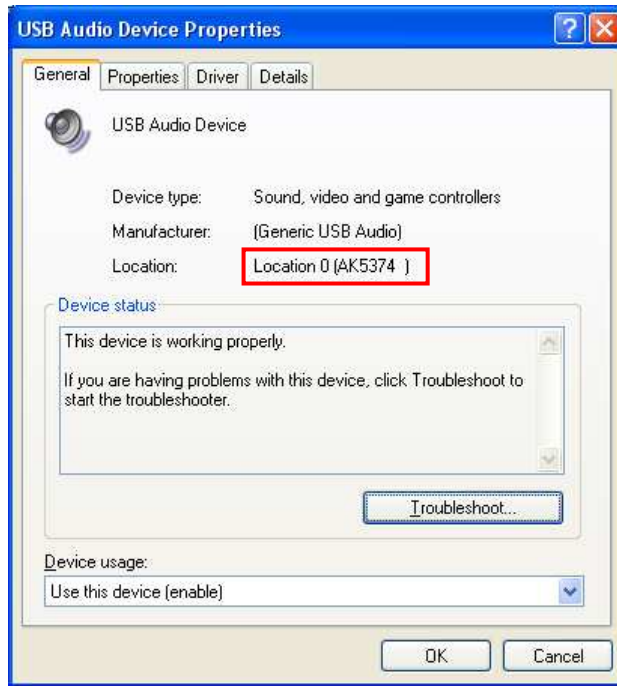 USB Audio Device Properties
General Properties Driver Details
USB Audio Device
Device type: Sound, video and game controllers
Manufacturer: (Generic USB Audio)
Location: Location 0 (AK5374  )
Device status
This device is working properly.
If you are having problems with this device, click Troubleshoot to
start the troubleshooter.
Troubleshoot...
Device usage:
Use this device (enable)
OK Cancel